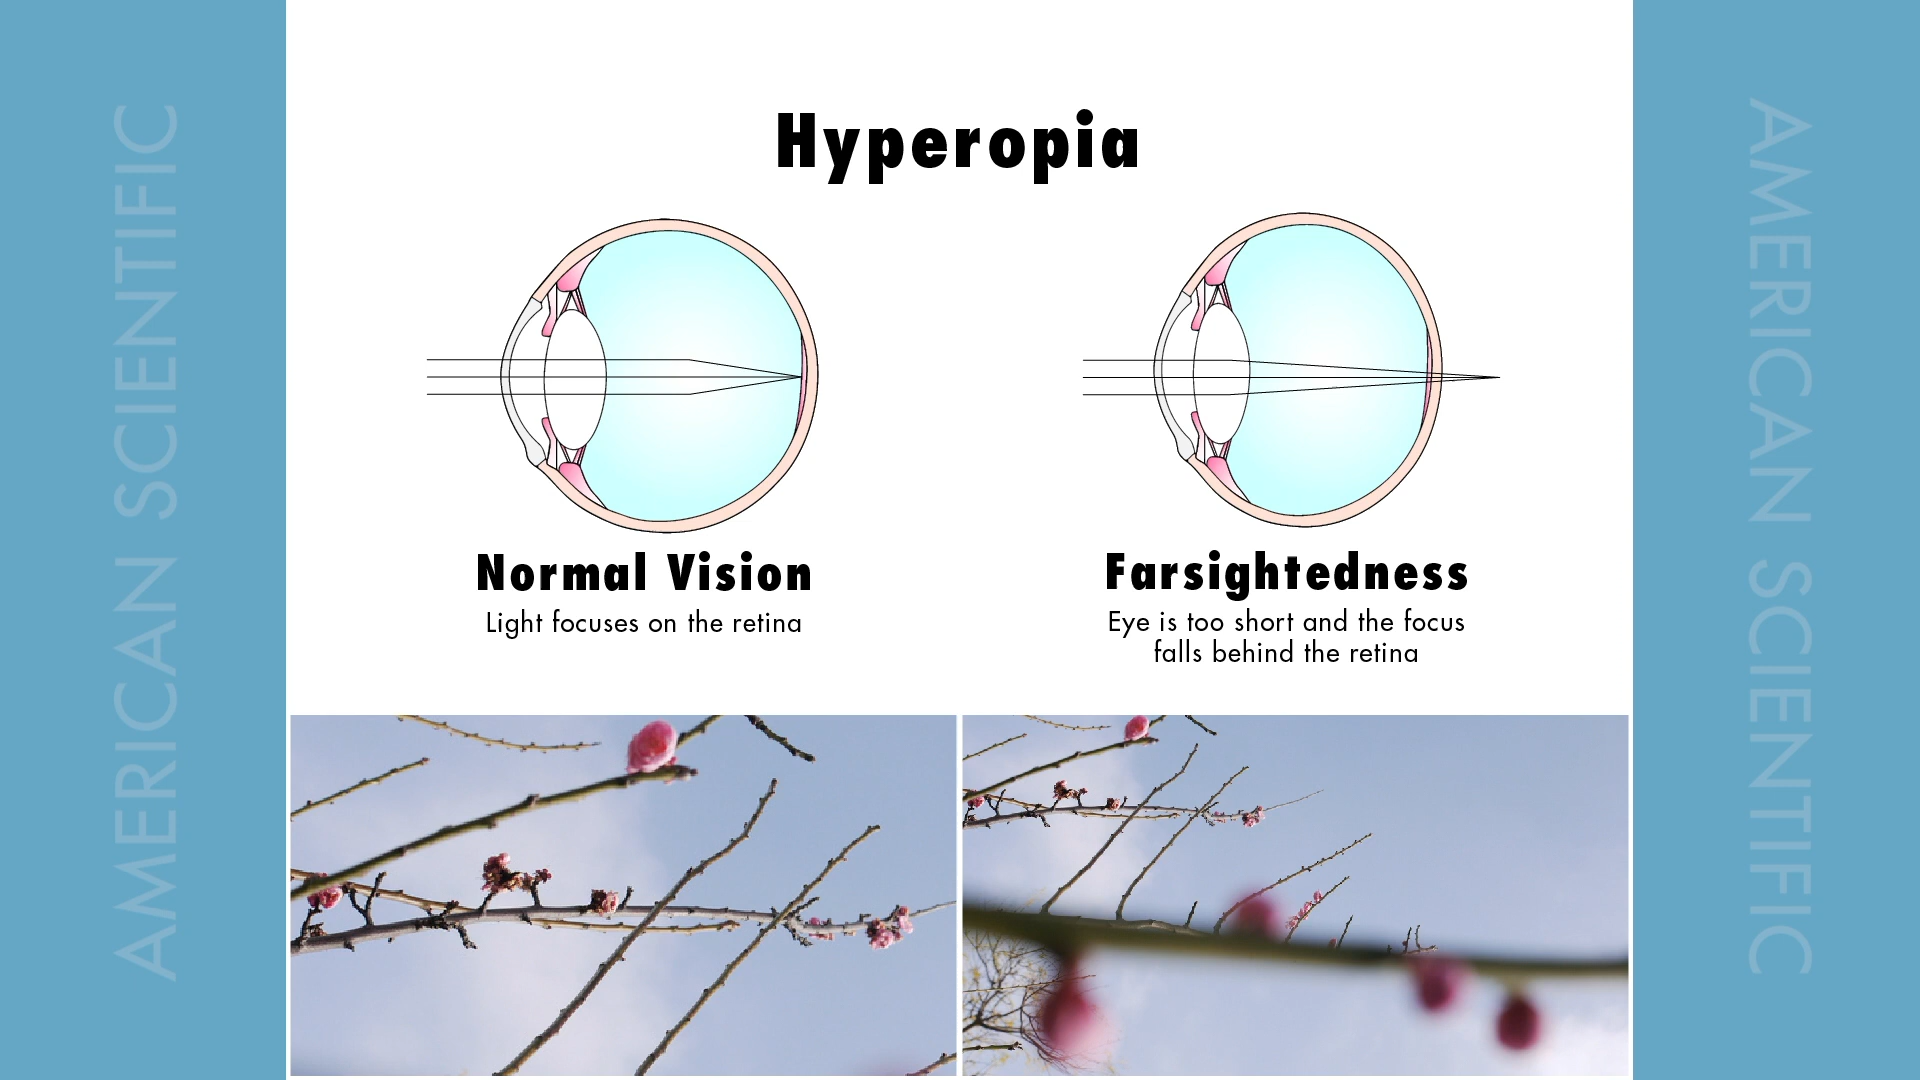 Hyperopia
Normal Vision
Light focuses on the retina
Farsightedness
Eye is too short and the focus
falls behind the retina
AMERICAN SCIENTIFIC
AMERICAN SCIENTIFIC